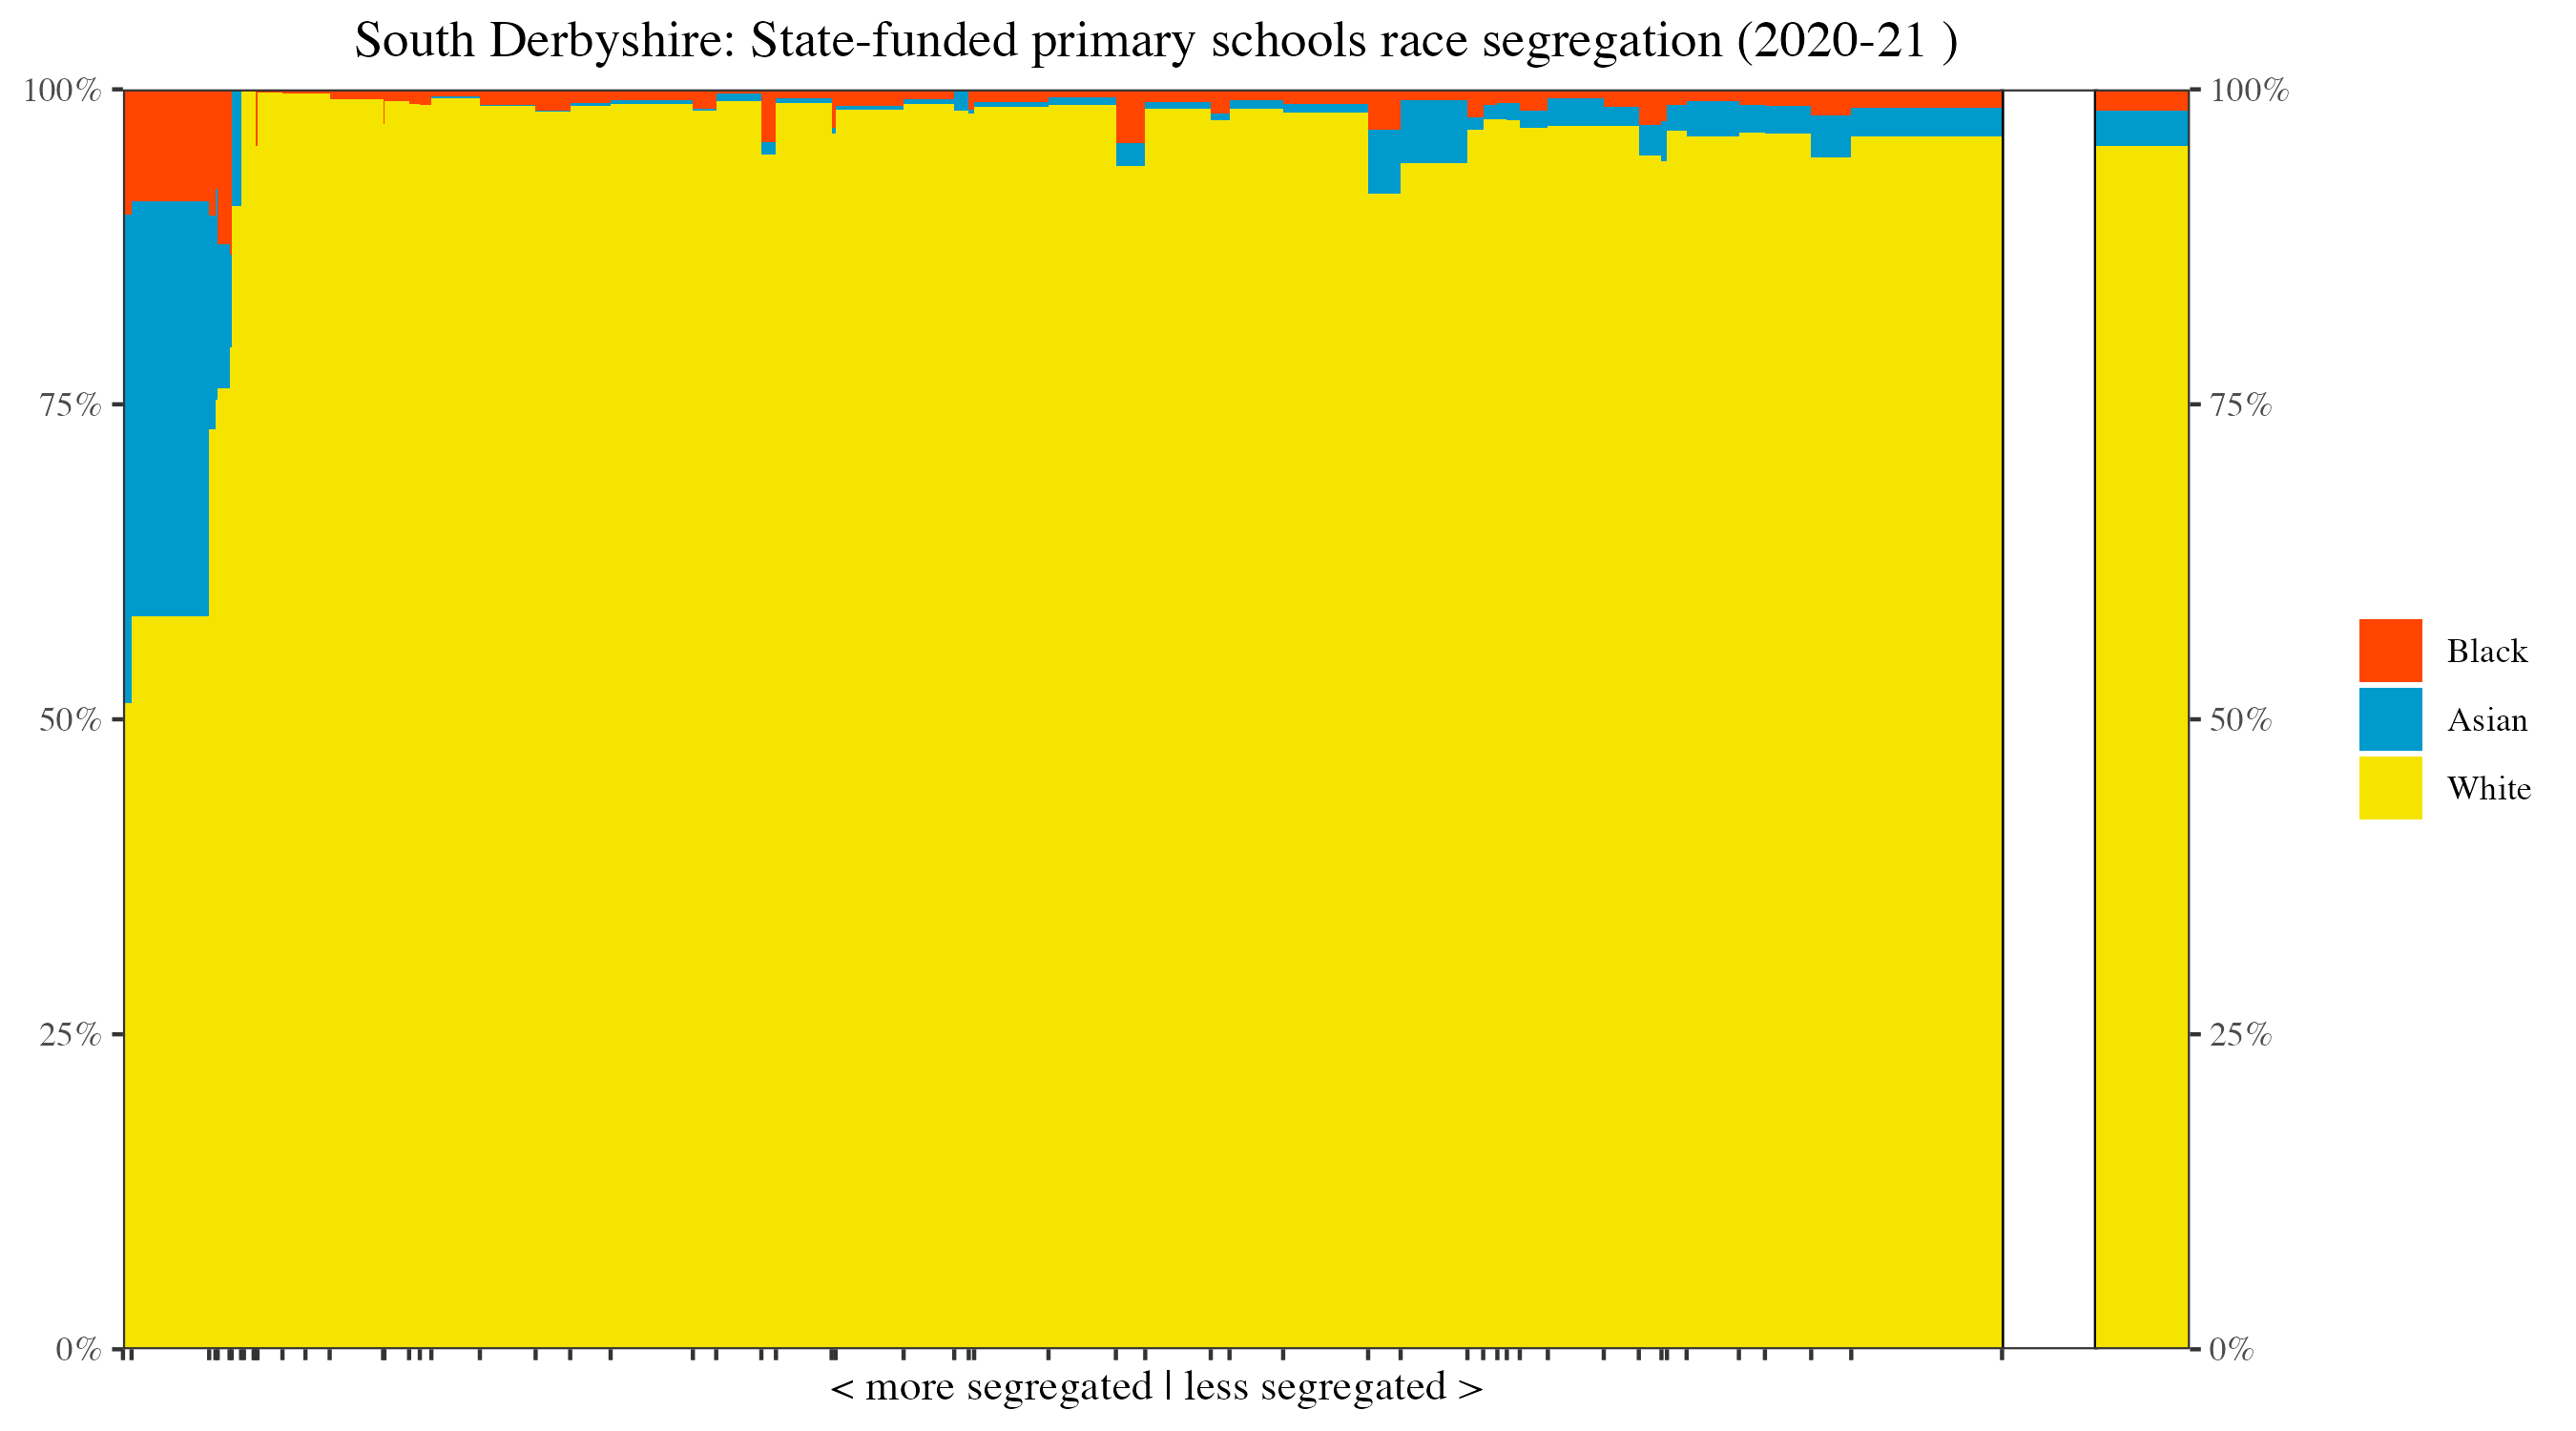 South Derbyshire: State-funded primary schools race segregation (2020-21 )
100%
75%
50%
25%
0%
100%
75%
50%
25%
0%
Black
Asian
White
< more segregated | less segregated >